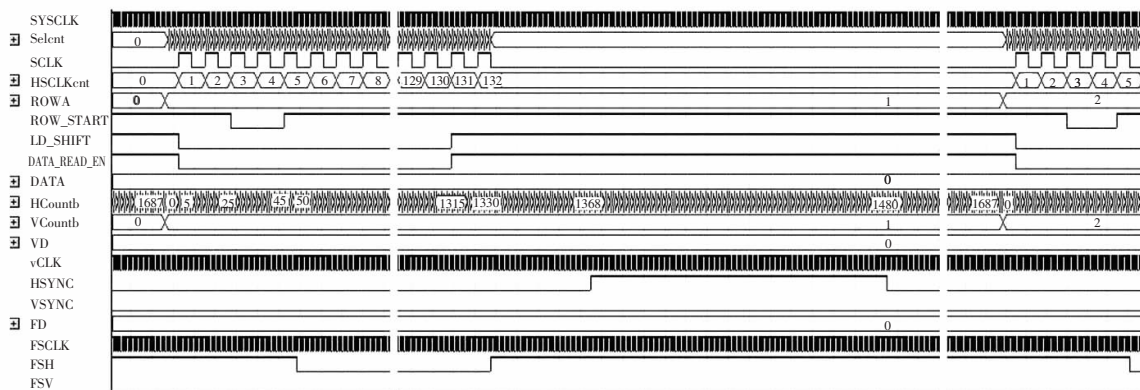 SYSCLK
Selcnt 0
SCLK
HSCLKcnt 0 1 2 3 4 5 6 7 8 129 130 131 132 1 2 3 4 5
ROWA 0 1 2
ROW_START
LD_SHIFT
DATA_READ_EN
DATA 0
HCountb 1687 0 5 25 45 50 1315 1330 1368 1480 1687 0
VCountb 0 1 2
VD 0
vCLK
HSYNC
VSYNC
FD 0
FSCLK
FSH
FSV